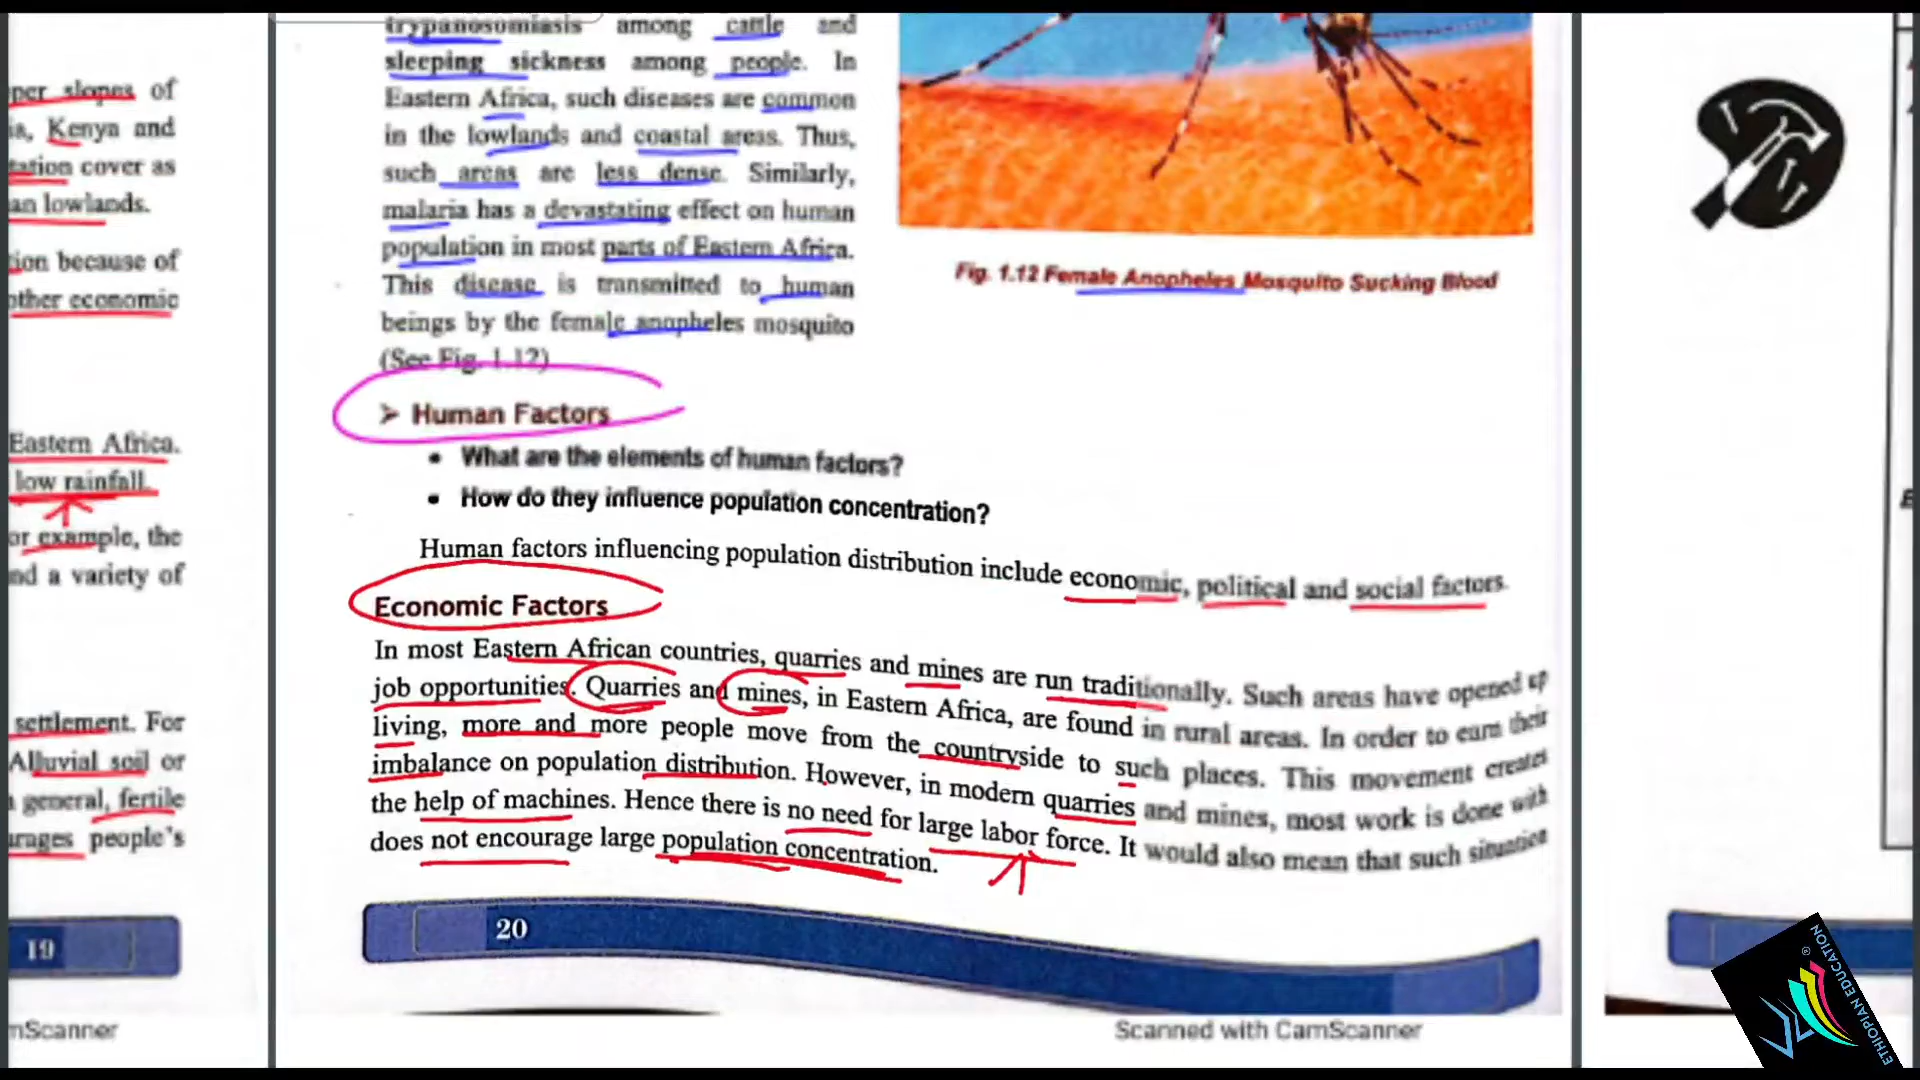 per slopes of
Kenya and
tation cover as
an lowlands.
tion because of
other economic
Eastern Africa.
low rainfall.
or example, the
nd a variety of
settlement. For
Alluvial soil or
general, fertile
urages people's
19
mScanner
trypanosomiasis among cattle and
sleeping sickness among people. In
Eastern Africa, such diseases are common
in the lowlands and coastal areas. Thus,
such areas are less dense. Similarly,
malaria has a devastating effect on human
population in most parts of Eastern Africa.
This disease is transmitted to human
beings by the female anopheles mosquito
(See Fig. 1.12)
Fig. 1.12 Female Anopheles Mosquito Sucking Blood
➤ Human Factors
• What are the elements of human factors?
• How do they influence population concentration?
Human factors influencing population distribution include economic, political and social factors.
Economic Factors
In most Eastern African countries, quarries and mines are run traditionally. Such areas have opened up
job opportunities. Quarries and mines, in Eastern Africa, are found in rural areas. In order to earn their
living, more and more people move from the countryside to such places. This movement creates
imbalance on population distribution. However, in modern quarries and mines, most work is done with
the help of machines. Hence there is no need for large labor force. It would also mean that such situation
does not encourage large population concentration.
20
Scanned with CamScanner
ETHIOPIAN EDUCATION